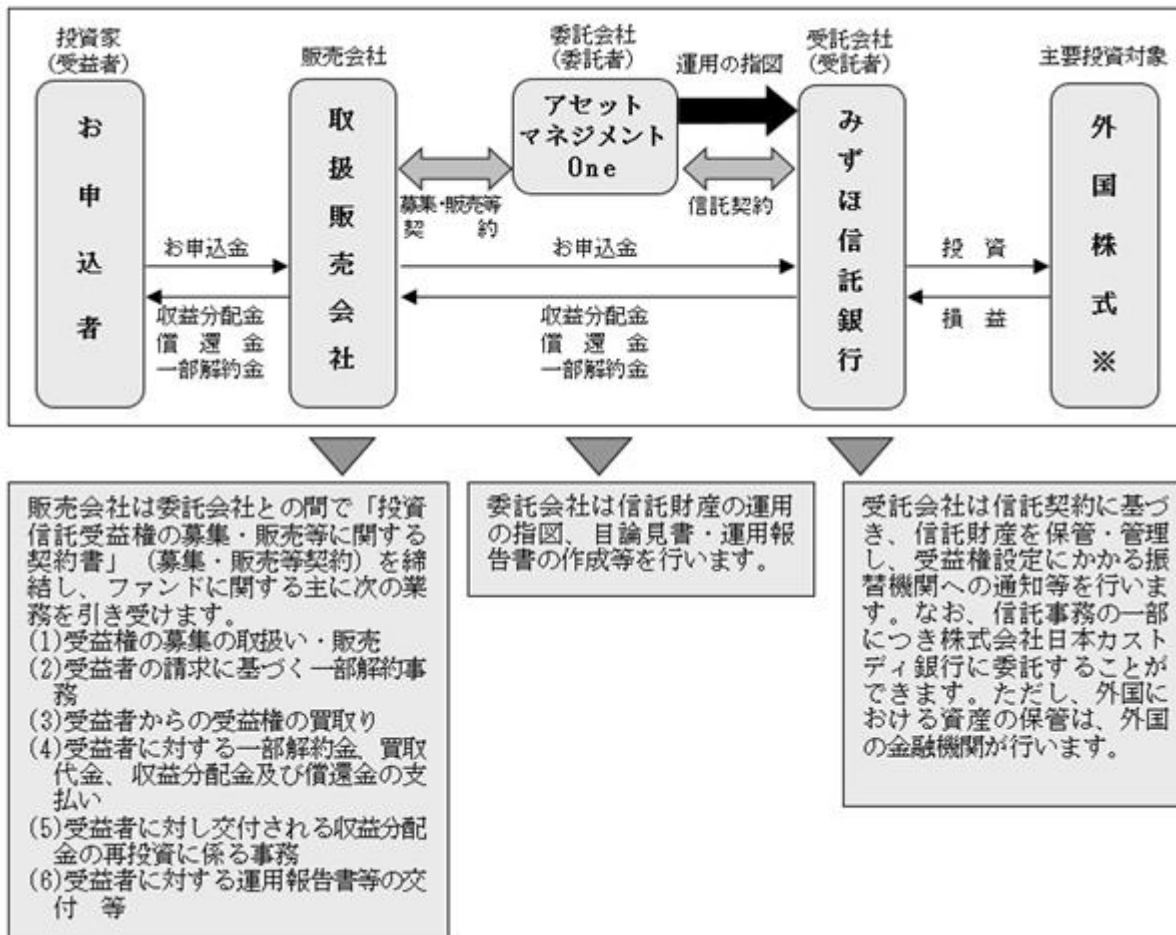 投資家
(受益者)
お申込者
販売会社
取扱販売会社
委託会社
(委託者)
アセット
マネジメント
One
運用の指図
受託会社
(受託者)
みずほ信託銀行
主要投資対象
外国株式※
募集・販売等
契 約
信託契約
お申込金
収益分配金
償 還 金
一部解約金
お申込金
収益分配金
償 還 金
一部解約金
投 資
損 益
販売会社は委託会社との間で「投資
信託受益権の募集・販売等に関する
契約書」(募集・販売等契約)を締
結し、ファンドに関する主に次の業
務を引き受けます。
(1)受益権の募集の取扱い・販売
(2)受益者の請求に基づく一部解約事
務
(3)受益者からの受益権の買取り
(4)受益者に対する一部解約金、買取
代金、収益分配金及び償還金の支
払い
(5)受益者に対し交付される収益分配
金の再投資に係る事務
(6)受益者に対する運用報告書等の交
付 等
委託会社は信託財産の運用
の指図、目論見書・運用報
告書の作成等を行います。
受託会社は信託契約に基づ
き、信託財産を保管・管理
し、受益権設定にかかる振
替機関への通知等を行いま
す。なお、信託事務の一部
につき株式会社日本カスト
ディ銀行に委託することが
できます。ただし、外国に
おける資産の保管は、外国
の金融機関が行います。